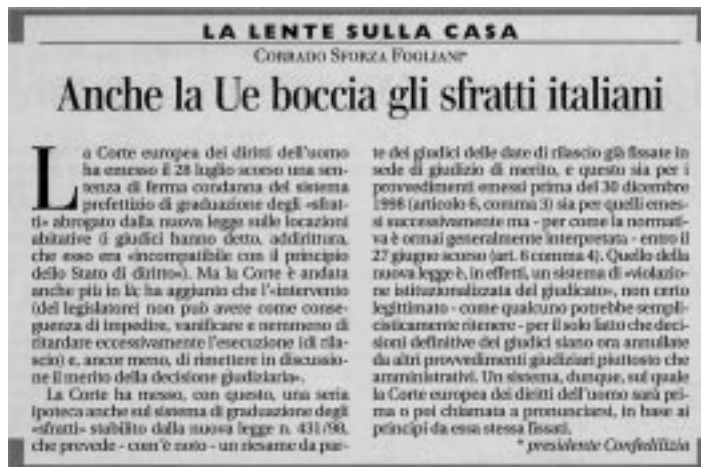 LA LENTE SULLA CASA
CORRADO SFORZA FOGLIANI*
Anche la Ue boccia gli sfratti italiani
La Corte europea dei diritti dell'uomo
ha emesso il 28 luglio scorso una sen-
tenza di ferma condanna del sistema
prefettizio di graduazione degli «sfrat-
ti» abrogato dalla nuova legge sulle locazioni
abitative (i giudici hanno detto, addirittura,
che esso era «incompatibile con il principio
dello Stato di diritto»). Ma la Corte è andata
anche più in là; ha aggiunto che l'«intervento
(del legislatore) non può avere come conse-
guenza di impedire, vanificare e nemmeno di
ritardare eccessivamente l'esecuzione (di rila-
scio) e, ancor meno, di rimettere in discussio-
ne il merito della decisione giudiziaria».
La Corte ha messo, con questo, una seria
ipoteca anche sul sistema di graduazione degli
«sfratti» stabilito dalla nuova legge n. 431/98,
che prevede - com'è noto - un riesame da par-
te dei giudici delle date di rilascio già fissate in
sede di giudizio di merito, e questo sia per i
provvedimenti emessi prima del 30 dicembre
1998 (articolo 6, comma 3) sia per quelli emes-
si successivamente ma - per come la normati-
va è ormai generalmente interpretata - entro il
27 giugno scorso (art. 6 comma 4). Quello della
nuova legge è, in effetti, un sistema di «violazio-
ne istituzionalizzata del giudicato», non certo
legittimato - come qualcuno potrebbe sempli-
cisticamente ritenere - per il solo fatto che deci-
sioni definitive dei giudici siano ora annullate
da altri provvedimenti giudiziari piuttosto che
amministrativi. Un sistema, dunque, sul quale
la Corte europea dei diritti dell'uomo sarà pri-
ma o poi chiamata a pronunciarsi, in base ai
principi da essa stessa fissati.
* presidente Confedilizia